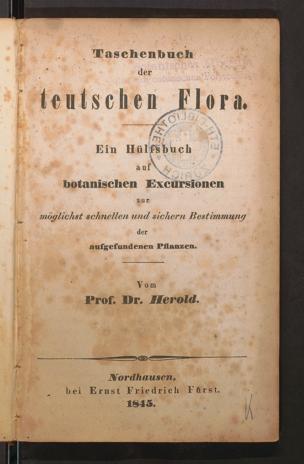 Taschenbuch
der
teutschen Flora.
Ein Hülfsbuch
auf
botanischen Excursionen
zur
möglichst schnellen und sichern Bestimmung
der
aufgefundenen Pflanzen.
Vom
Prof. Dr. Herold.
Nordhausen,
bei Ernst Friedrich Fürst.
1845.